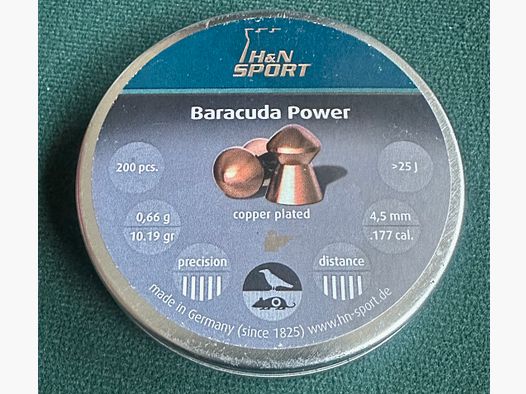 H&N
SPORT
Baracuda Power
200 pcs.
>25 j
copper plated
0,66 g
10.19 gr
4,5 mm
.177 cal.
precision
distance
made in Germany (since 1825) www.hn-sport.de